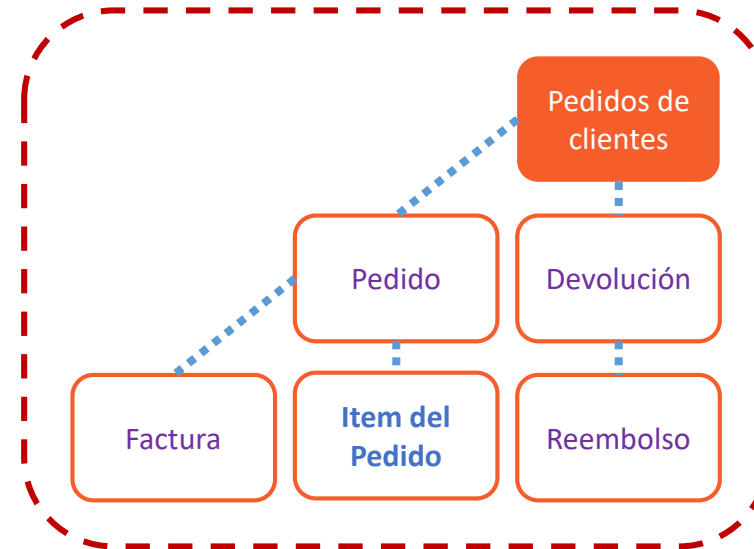 Pedidos de
clientes
Pedido
Devolución
Factura
Item del
Pedido
Reembolso